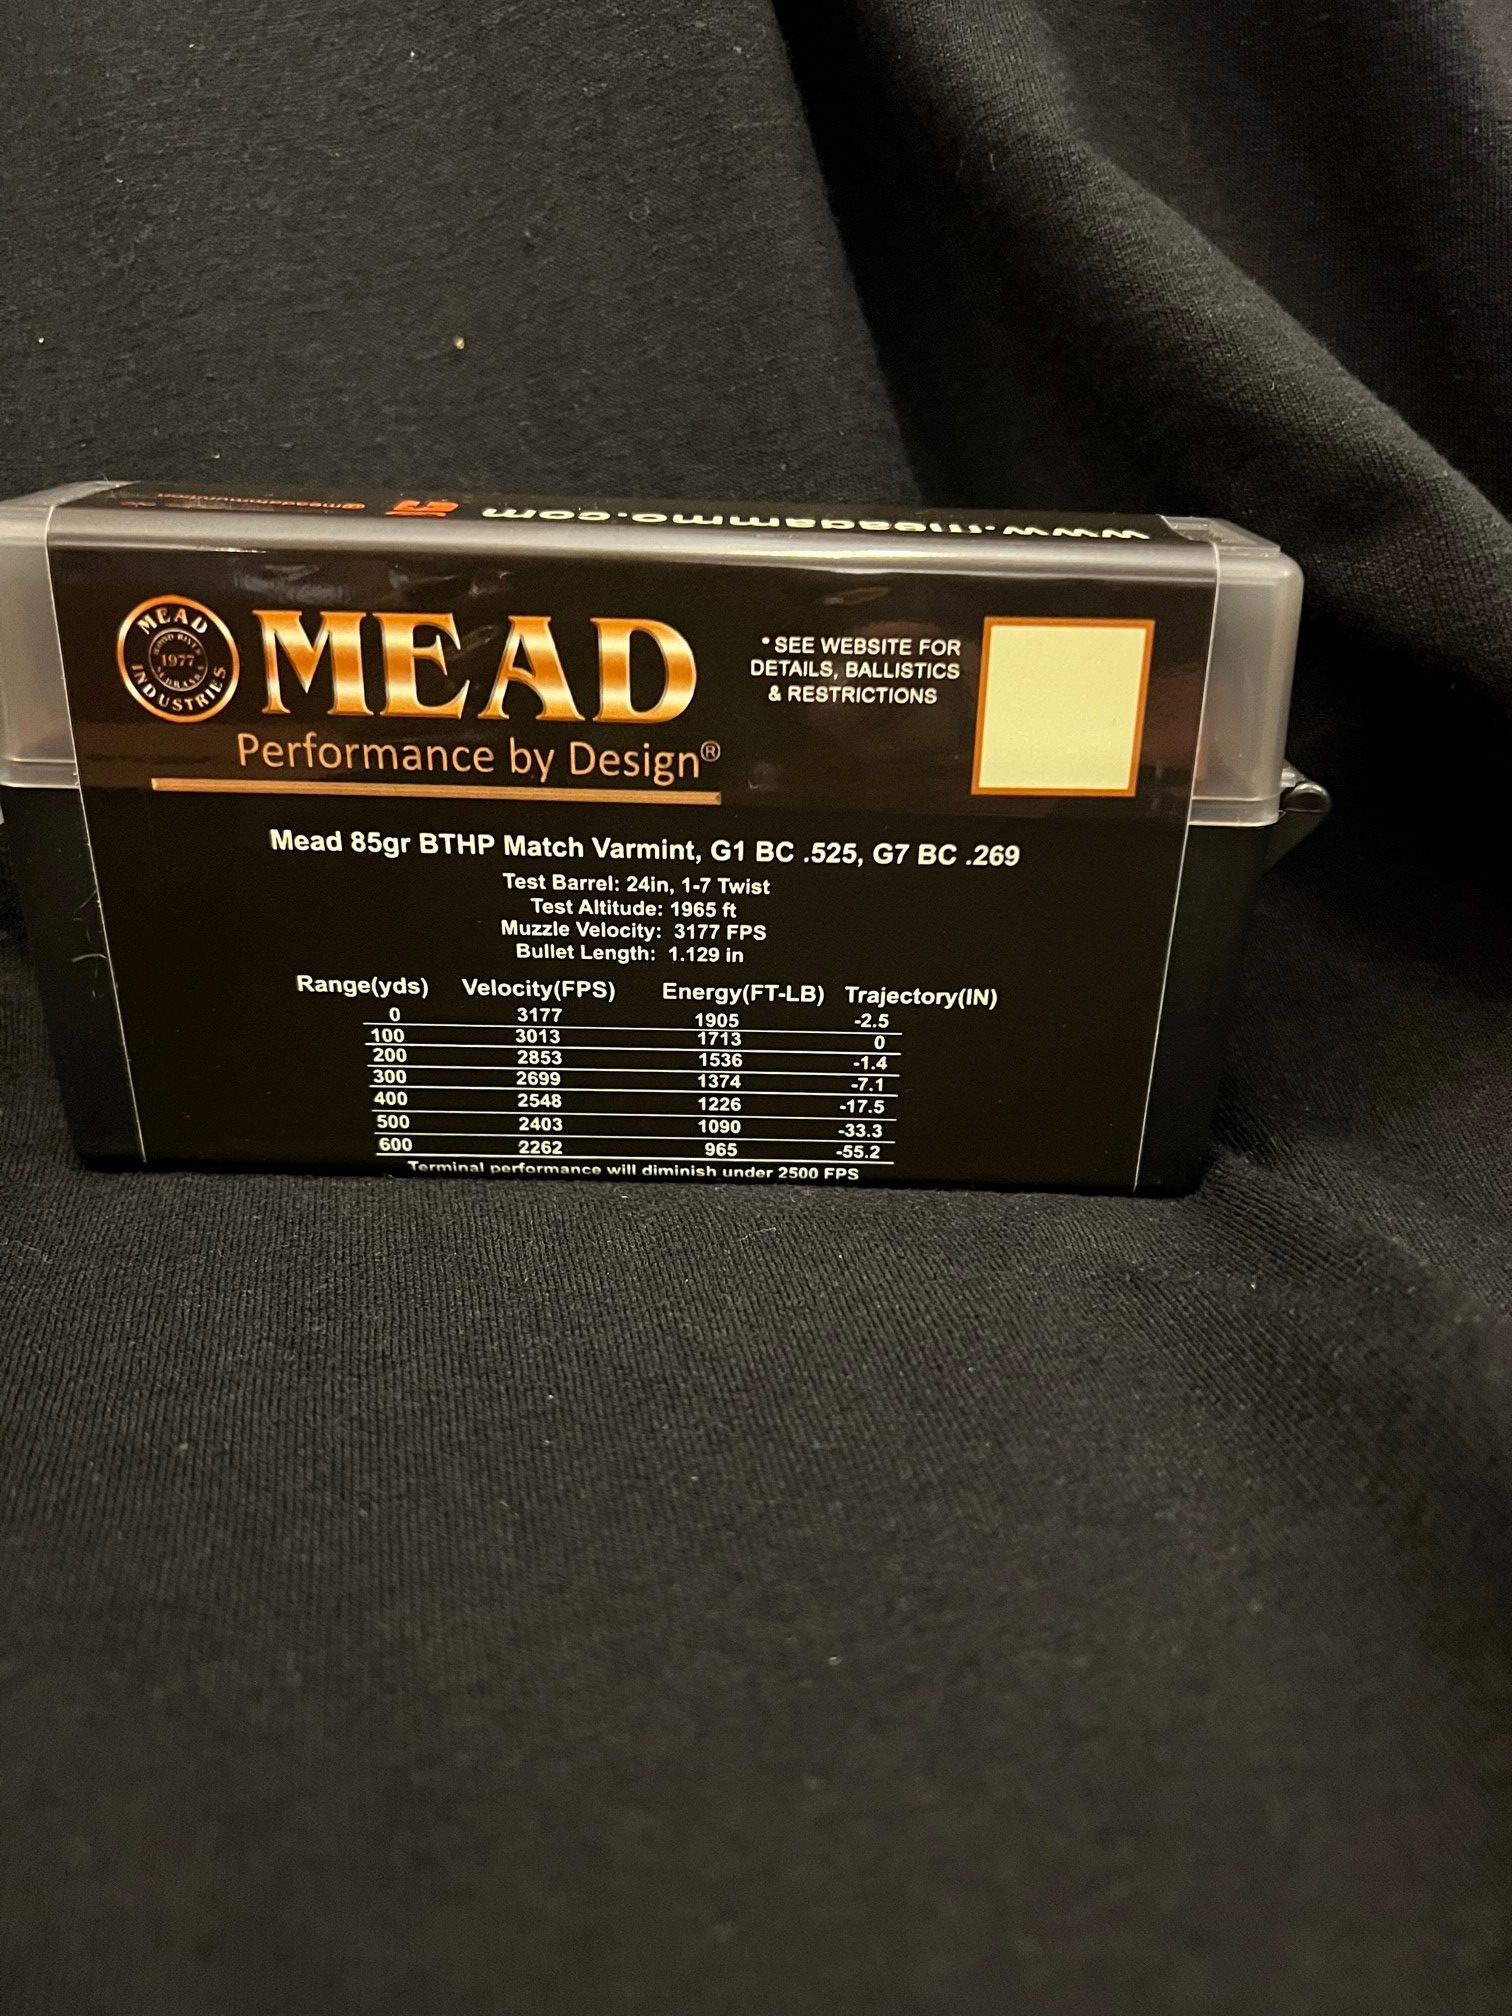 www.meadammo.com
MEAD
INDUSTRIES
1977
MEAD
Performance by Design®
* SEE WEBSITE FOR
DETAILS, BALLISTICS
& RESTRICTIONS
Mead 85gr BTHP Match Varmint, G1 BC .525, G7 BC .269
Test Barrel: 24in, 1-7 Twist
Test Altitude: 1965 ft
Muzzle Velocity: 3177 FPS
Bullet Length: 1.129 in
Range(yds) Velocity(FPS) Energy(FT-LB) Trajectory(IN)
0 3177 1905 -2.5
100 3013 1713 0
200 2853 1536 -1.4
300 2699 1374 -7.1
400 2548 1226 -17.5
500 2403 1090 -33.3
600 2262 965 -55.2
Terminal performance will diminish under 2500 FPS